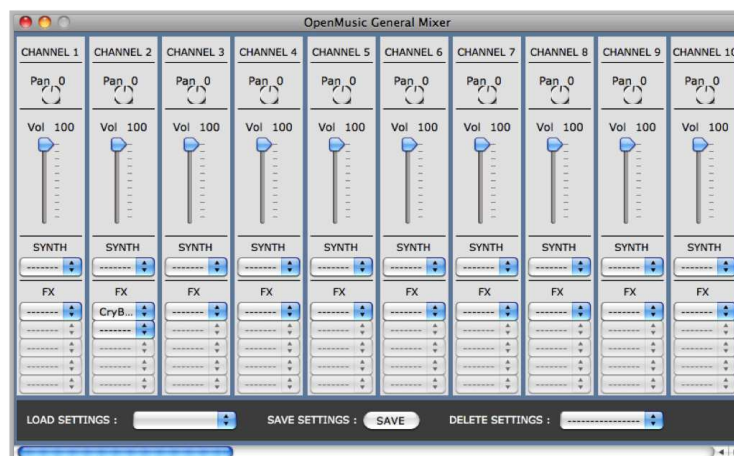 OpenMusic General Mixer
CHANNEL 1 CHANNEL 2 CHANNEL 3 CHANNEL 4 CHANNEL 5 CHANNEL 6 CHANNEL 7 CHANNEL 8 CHANNEL 9 CHANNEL 10
Pan 0 Pan 0 Pan 0 Pan 0 Pan 0 Pan 0 Pan 0 Pan 0 Pan 0 Pan 0
Vol 100 Vol 100 Vol 100 Vol 100 Vol 100 Vol 100 Vol 100 Vol 100 Vol 100 Vol 100
SYNTH SYNTH SYNTH SYNTH SYNTH SYNTH SYNTH SYNTH SYNTH SYNTH
------- ------- ------- ------- ------- ------- ------- ------- ------- -------
FX FX FX FX FX FX FX FX FX FX
------- CryB... ------- ------- ------- ------- ------- ------- ------- -------
------- ------- ------- ------- ------- ------- ------- ------- ------- -------
------- ------- ------- ------- ------- ------- ------- ------- ------- -------
------- ------- ------- ------- ------- ------- ------- ------- ------- -------
------- ------- ------- ------- ------- ------- ------- ------- ------- -------
LOAD SETTINGS : SAVE SETTINGS : SAVE DELETE SETTINGS : ----------------